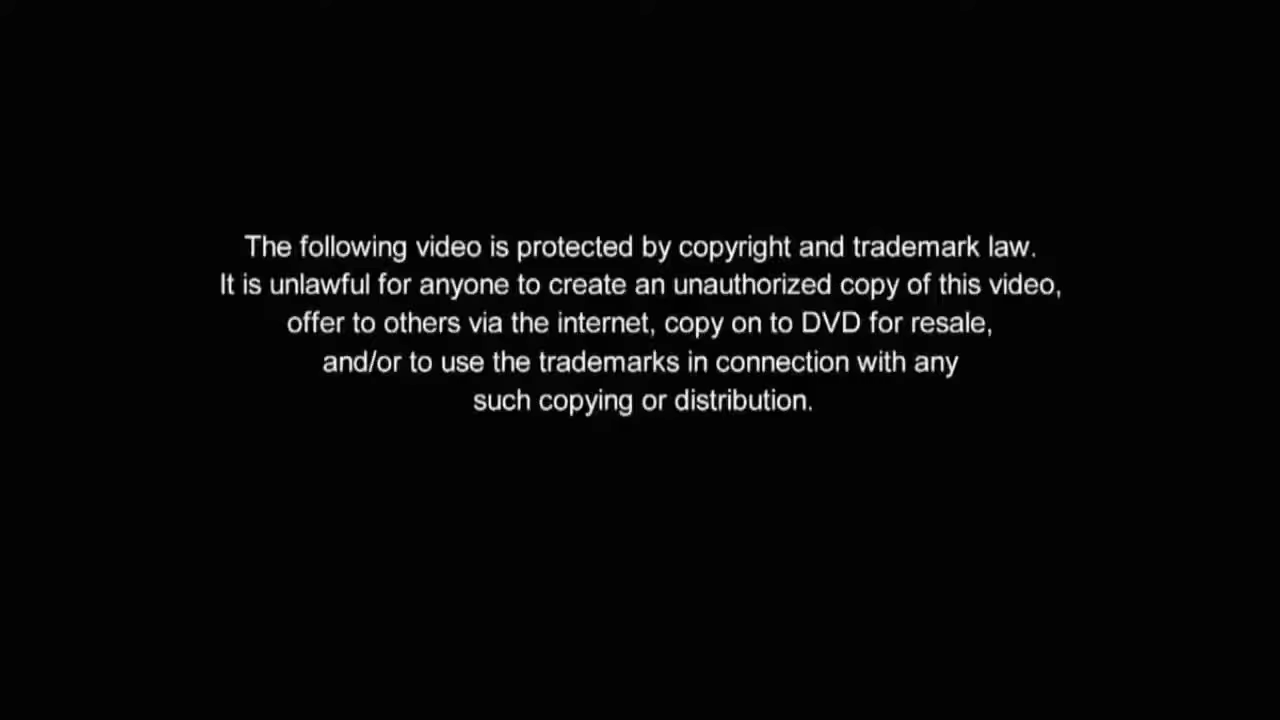 The following video is protected by copyright and trademark law.
It is unlawful for anyone to create an unauthorized copy of this video,
offer to others via the internet, copy on to DVD for resale,
and/or to use the trademarks in connection with any
such copying or distribution.